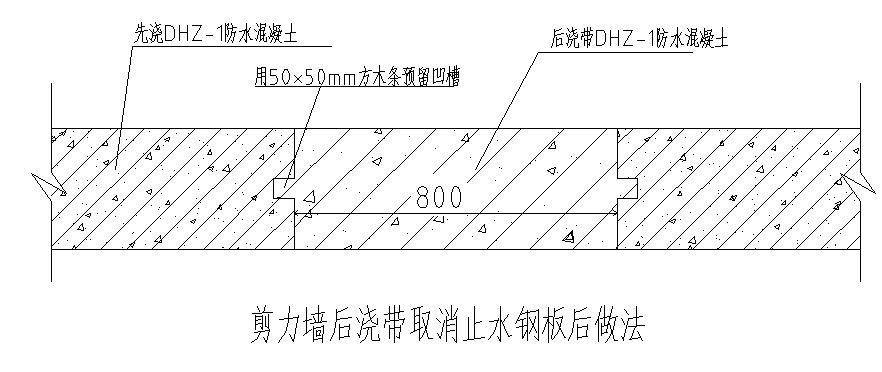 先浇DHZ-1防水混凝土
后浇带DHZ-1防水混凝土
用50×50mm方木条预留凹槽
800
剪力墙后浇带取消止水钢板后做法